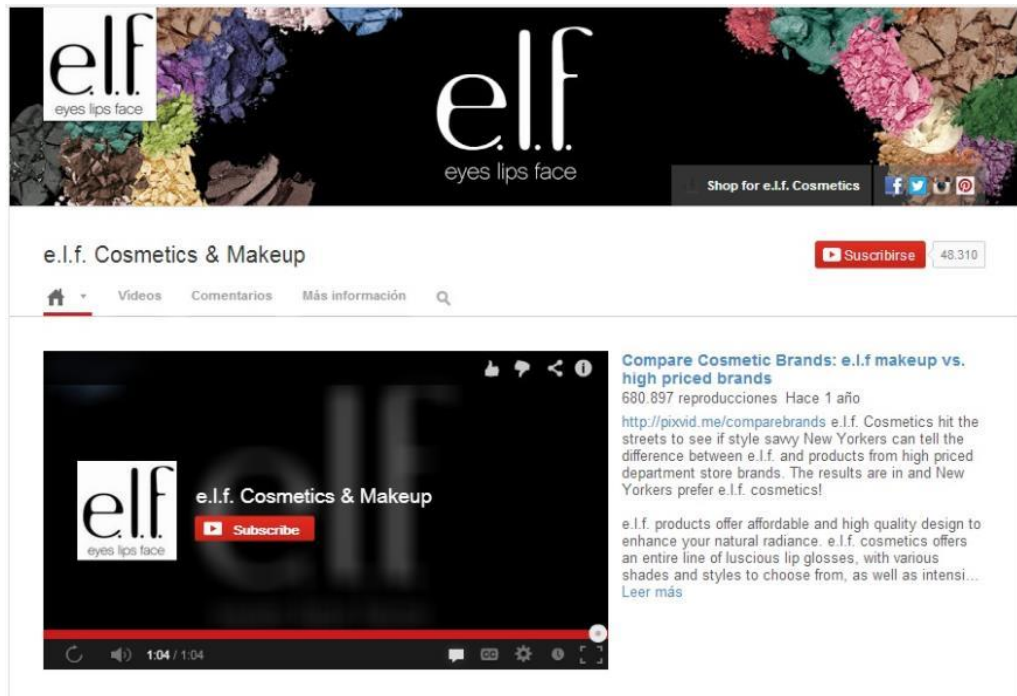 e.l.f.
eyes lips face
e.l.f.
eyes lips face
Shop for e.l.f. Cosmetics
e.l.f. Cosmetics & Makeup
Suscribirse
48.310
Vídeos
Comentarios
Más información
Compare Cosmetic Brands: e.l.f makeup vs.
high priced brands
680.897 reproducciones Hace 1 año
http://pixvid.me/comparebrands e.l.f. Cosmetics hit the
streets to see if style savvy New Yorkers can tell the
difference between e.l.f. and products from high priced
department store brands. The results are in and New
Yorkers prefer e.l.f. cosmetics!
e.l.f. products offer affordable and high quality design to
enhance your natural radiance. e.l.f. cosmetics offers
an entire line of luscious lip glosses, with various
shades and styles to choose from, as well as intensi...
Leer más
e.l.f.
eyes lips face
e.l.f. Cosmetics & Makeup
Subscribe
1:04 / 1:04
CC